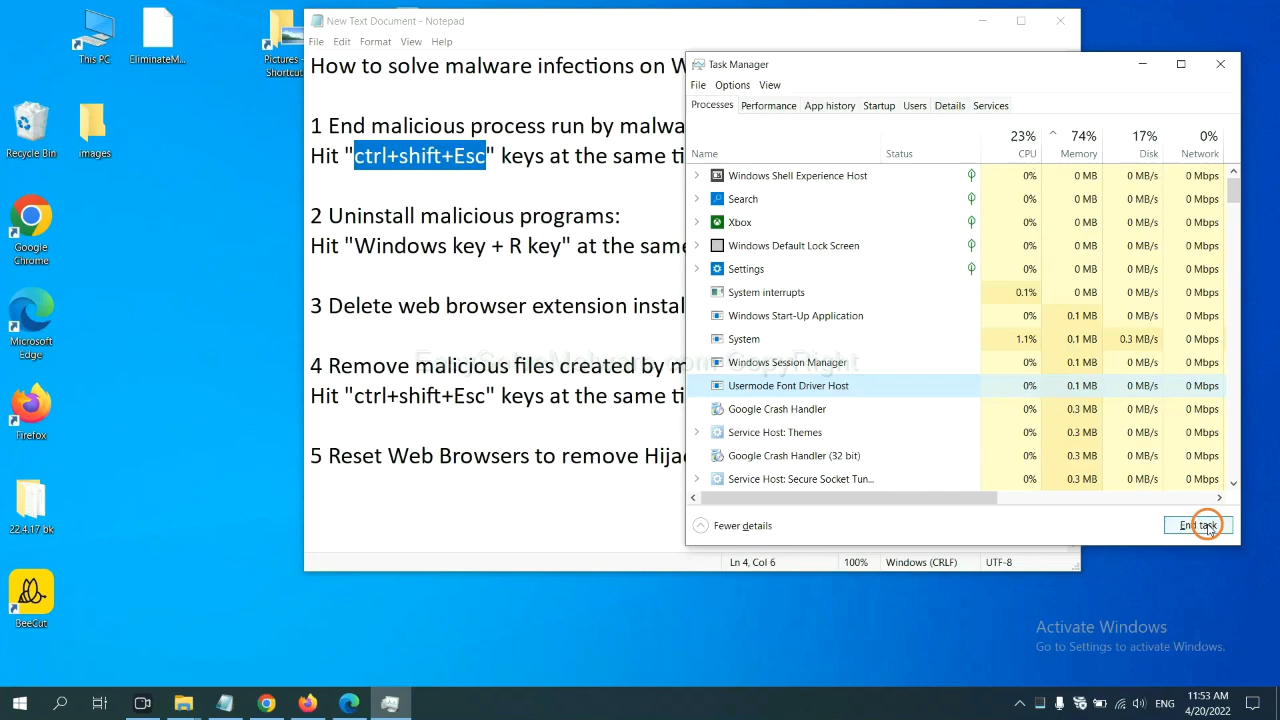 This PC
EliminateM...
Pictures -
Shortcut
Recycle Bin
images
Google
Chrome
Microsoft
Edge
Firefox
22.4.17 bk
BeeCut
New Text Document - Notepad
File Edit Format View Help
How to solve malware infections on W
1 End malicious process run by malwa
Hit "ctrl+shift+Esc" keys at the same ti
2 Uninstall malicious programs:
Hit "Windows key + R key" at the same
3 Delete web browser extension instal
4 Remove malicious files created by m
Hit "ctrl+shift+Esc" keys at the same ti
5 Reset Web Browsers to remove Hijac
Ln 4, Col 6 100% Windows (CRLF) UTF-8
Task Manager
File Options View
Processes Performance App history Startup Users Details Services
23% 74% 17% 0%
Name Status CPU Memory Disk Network
Windows Shell Experience Host 0% 0 MB 0 MB/s 0 Mbps
Search 0% 0 MB 0 MB/s 0 Mbps
Xbox 0% 0 MB 0 MB/s 0 Mbps
Windows Default Lock Screen 0% 0 MB 0 MB/s 0 Mbps
Settings 0% 0 MB 0 MB/s 0 Mbps
System interrupts 0.1% 0 MB 0 MB/s 0 Mbps
Windows Start-Up Application 0% 0.1 MB 0 MB/s 0 Mbps
System 1.1% 0.1 MB 0.3 MB/s 0 Mbps
Windows Session Manager 0% 0.1 MB 0 MB/s 0 Mbps
Usermode Font Driver Host 0% 0.1 MB 0 MB/s 0 Mbps
Google Crash Handler 0% 0.3 MB 0 MB/s 0 Mbps
Service Host: Themes 0% 0.3 MB 0 MB/s 0 Mbps
Google Crash Handler (32 bit) 0% 0.3 MB 0 MB/s 0 Mbps
Service Host: Secure Socket Tun... 0% 0.3 MB 0 MB/s 0 Mbps
Fewer details
End task
CopyRight
Activate Windows
Go to Settings to activate Windows.
ENG
11:53 AM
4/20/2022